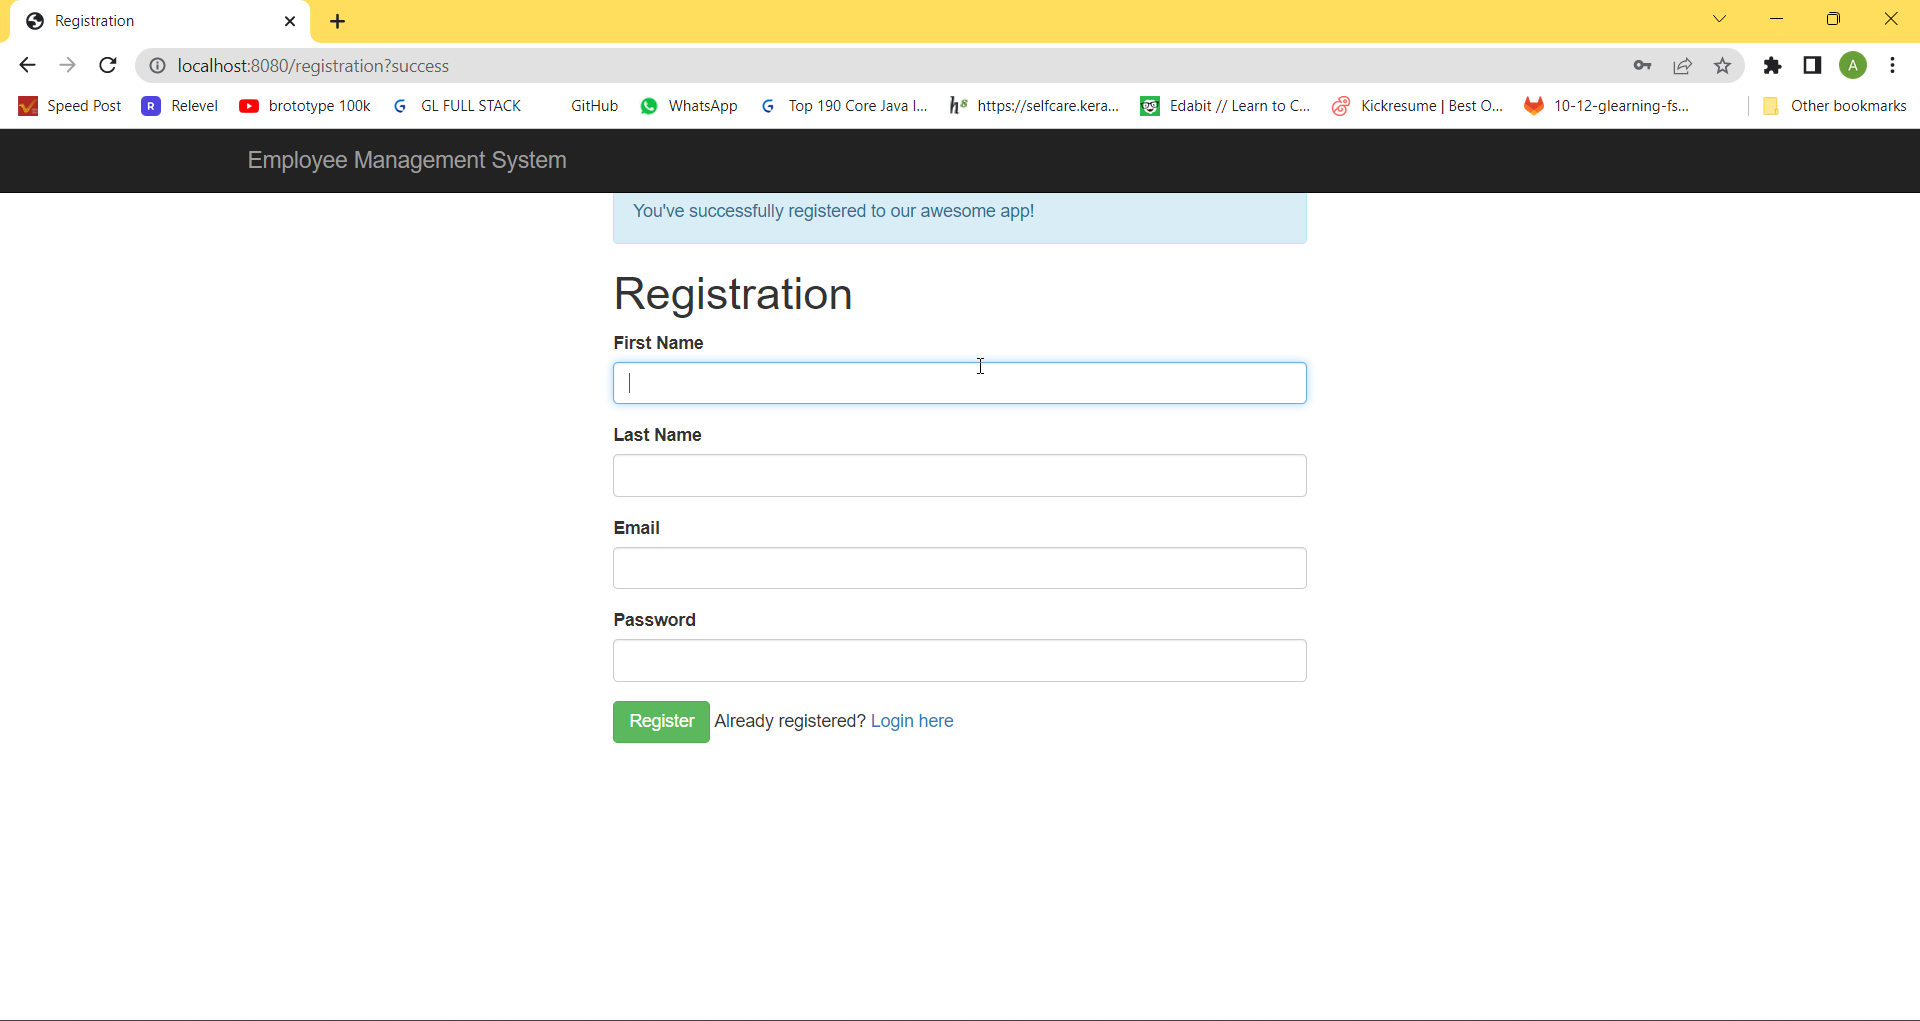 Registration
localhost:8080/registration?success
A
Speed Post R Relevel brototype 100k G GL FULL STACK GitHub WhatsApp G Top 190 Core Java I... h8 https://selfcare.kera... Edabit // Learn to C... Kickresume | Best O... 10-12-glearning-fs... Other bookmarks
Employee Management System
You've successfully registered to our awesome app!
Registration
First Name
Last Name
Email
Password
Register Already registered? Login here